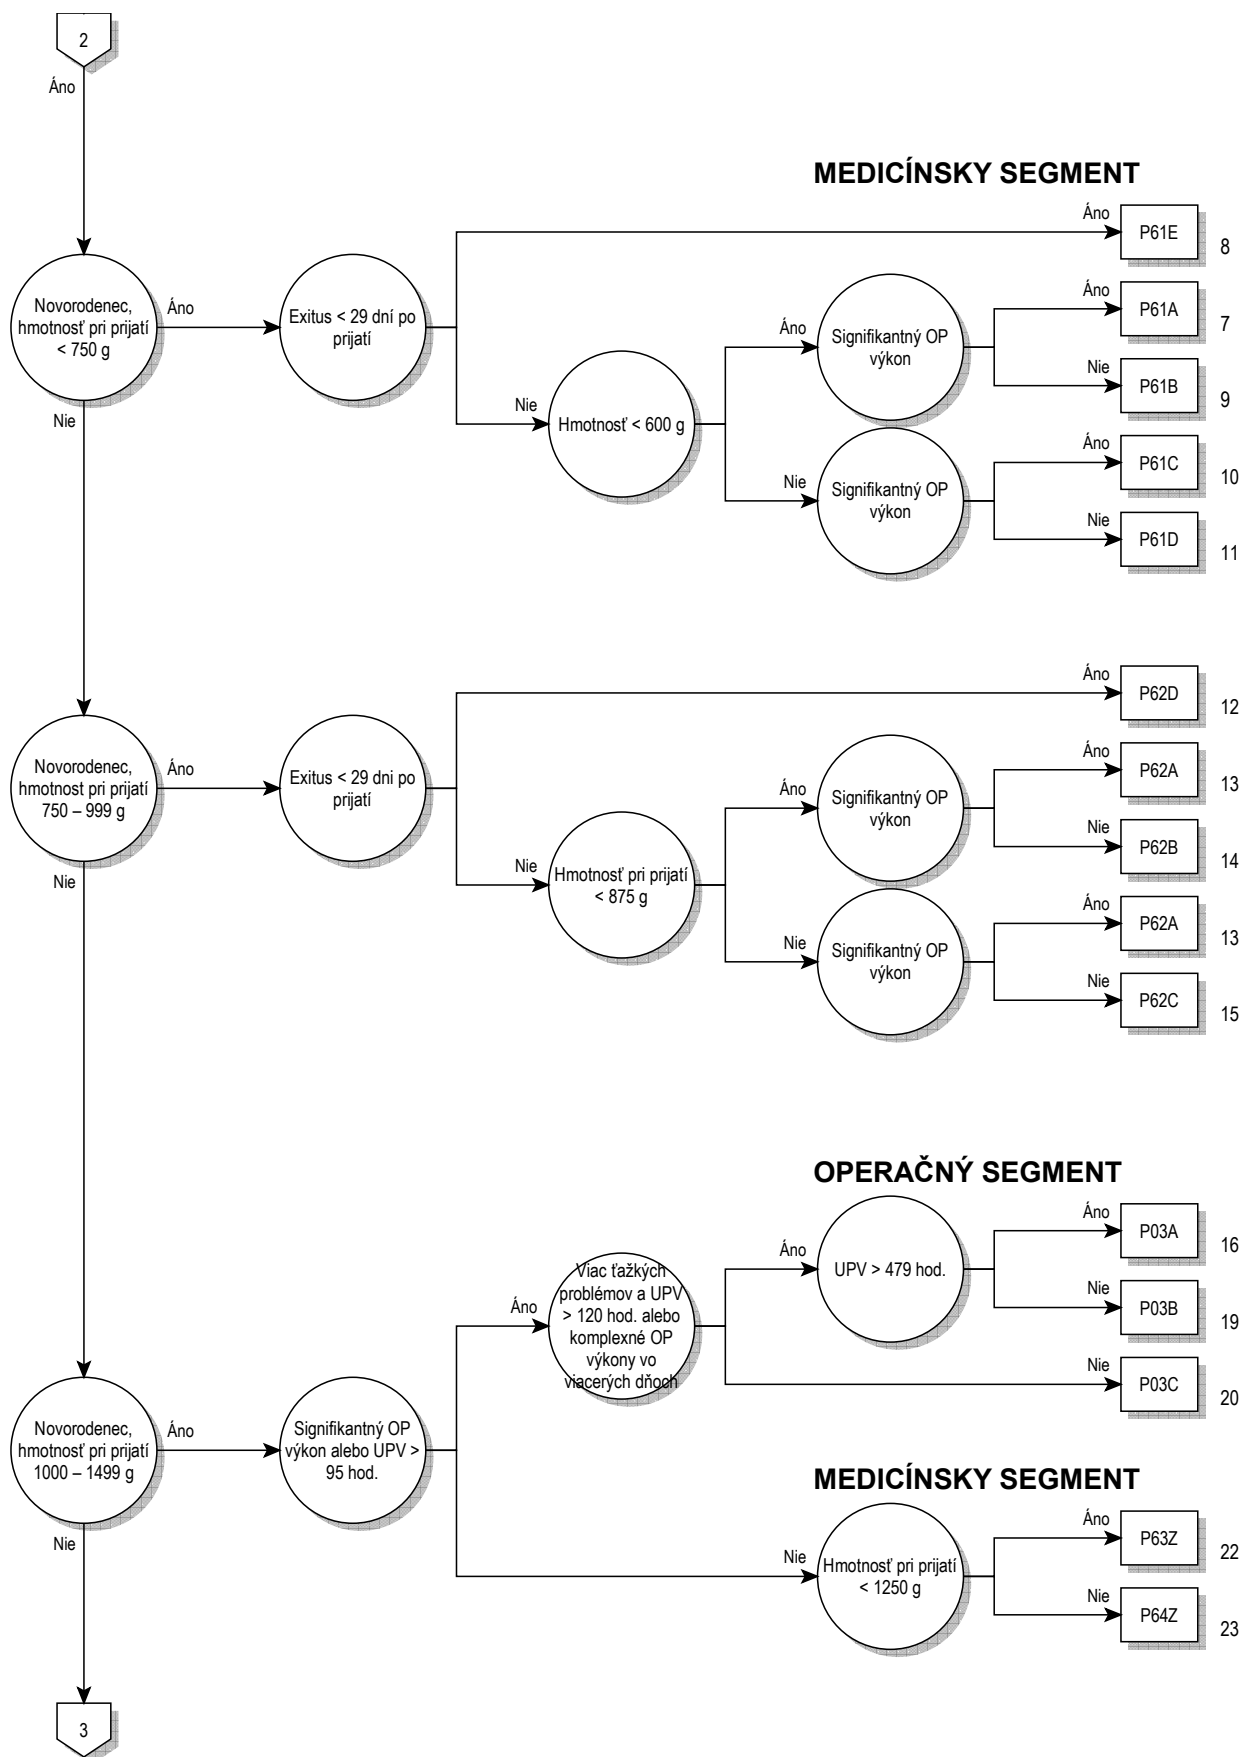 2
Áno
MEDICÍNSKY SEGMENT
Áno
P61E
8
Novorodenec,
hmotnosť pri prijatí
< 750 g
Áno
Exitus < 29 dní po
prijatí
Áno
Signifikantný OP
výkon
Áno
P61A
7
Nie
P61B
9
Nie
Nie
Hmotnosť < 600 g
Nie
Signifikantný OP
výkon
Áno
P61C
10
Nie
P61D
11
Áno
P62D
12
Novorodenec,
hmotnost pri prijatí
750 – 999 g
Áno
Exitus < 29 dni po
prijatí
Áno
Signifikantný OP
výkon
Áno
P62A
13
Nie
P62B
14
Nie
Nie
Hmotnosť pri prijatí
< 875 g
Nie
Signifikantný OP
výkon
Áno
P62A
13
Nie
P62C
15
OPERAČNÝ SEGMENT
Áno
UPV > 479 hod.
Áno
P03A
16
Nie
P03B
19
Áno
Viac ťažkých
problémov a UPV
> 120 hod. alebo
komplexné OP
výkony vo
viacerých dňoch
Nie
P03C
20
Novorodenec,
hmotnosť pri prijatí
1000 – 1499 g
Áno
Signifikantný OP
výkon alebo UPV >
95 hod.
MEDICÍNSKY SEGMENT
Nie
Nie
Hmotnosť pri prijatí
< 1250 g
Áno
P63Z
22
Nie
P64Z
23
3